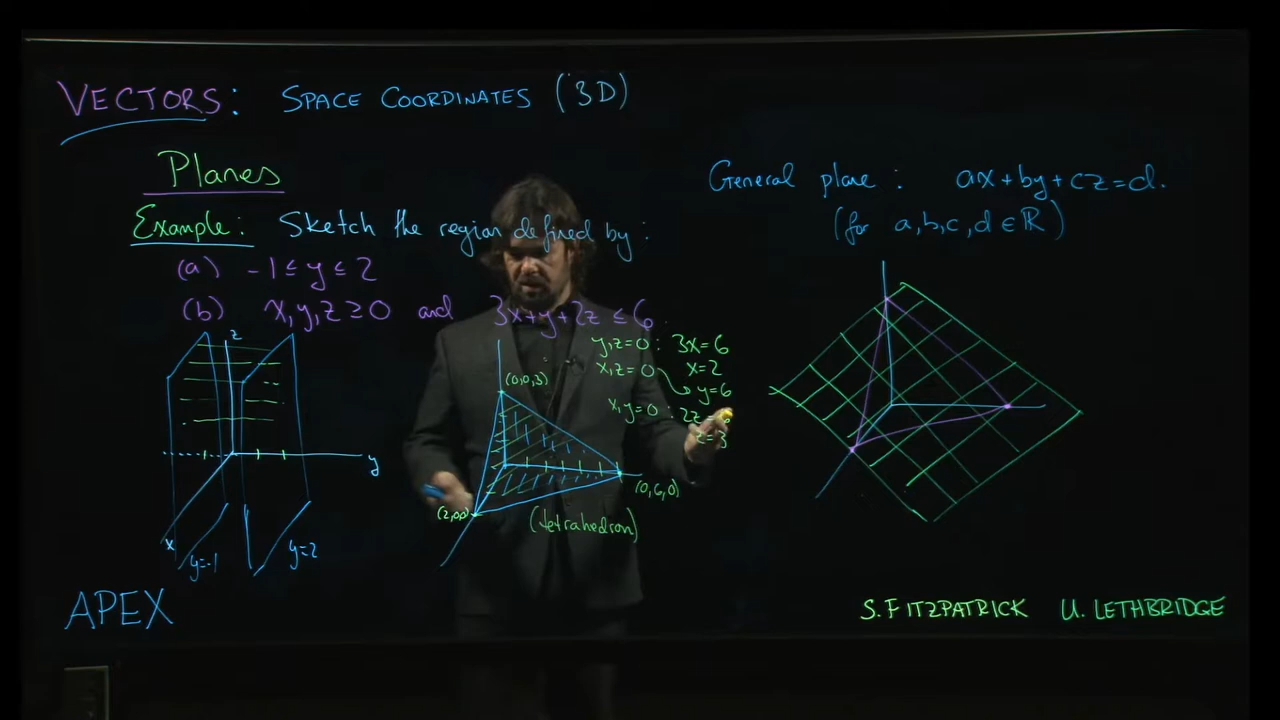 VECTORS: SPACE COORDINATES (3D)
Planes
Example: Sketch the region defined by:
(a) -1 ≤ y ≤ 2
(b) x,y,z ≥ 0 and 3x+y+2z ≤ 6
y,z=0: 3x=6
x=2
x,z=0
y=6
x,y=0: 2z=6
z=3
z
y
x
y=-1
y=2
(0,0,3)
(0,6,0)
(2,0,0)
(tetrahedron)
General plane: ax+by+cz=d.
(for a,b,c,d ∈ ℝ)
APEX
S. FITZPATRICK U. LETHBRIDGE